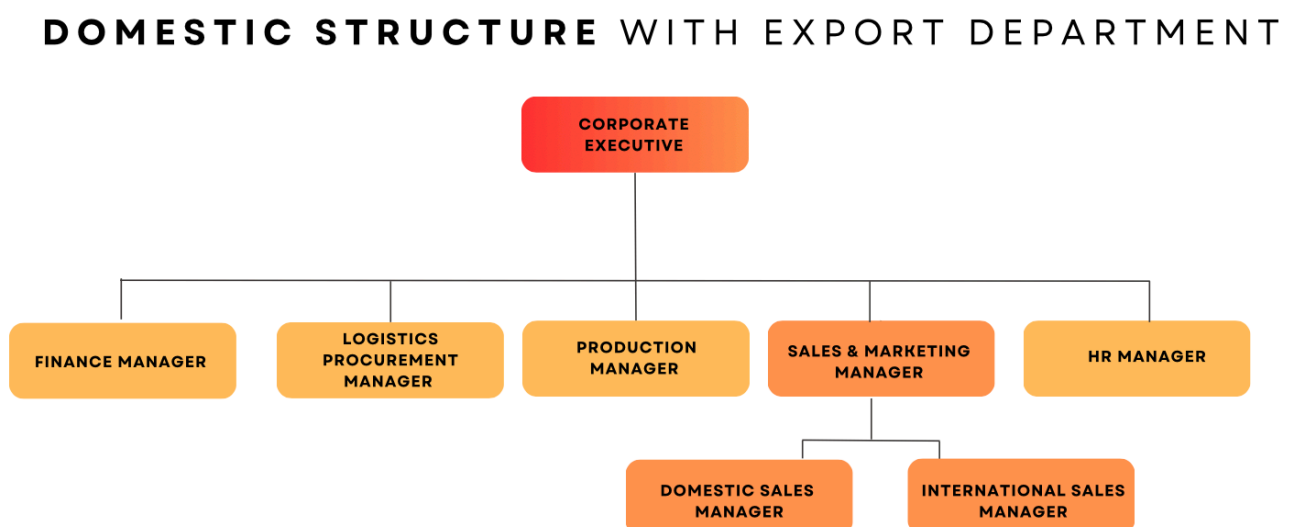 DOMESTIC STRUCTURE WITH EXPORT DEPARTMENT
CORPORATE
EXECUTIVE
FINANCE MANAGER
LOGISTICS
PROCUREMENT
MANAGER
PRODUCTION
MANAGER
SALES & MARKETING
MANAGER
HR MANAGER
DOMESTIC SALES
MANAGER
INTERNATIONAL SALES
MANAGER